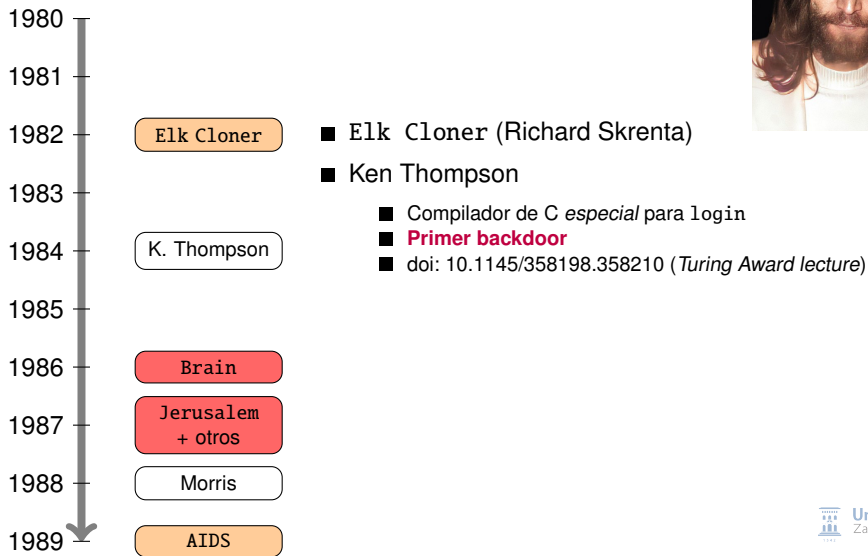 1980
1981
1982
Elk Cloner
■ Elk Cloner (Richard Skrenta)
■ Ken Thompson
1983
■ Compilador de C especial para login
■ Primer backdoor
■ doi: 10.1145/358198.358210 (Turing Award lecture)
1984
K. Thompson
1985
1986
Brain
1987
Jerusalem
+ otros
1988
Morris
1989
AIDS
Un
Za